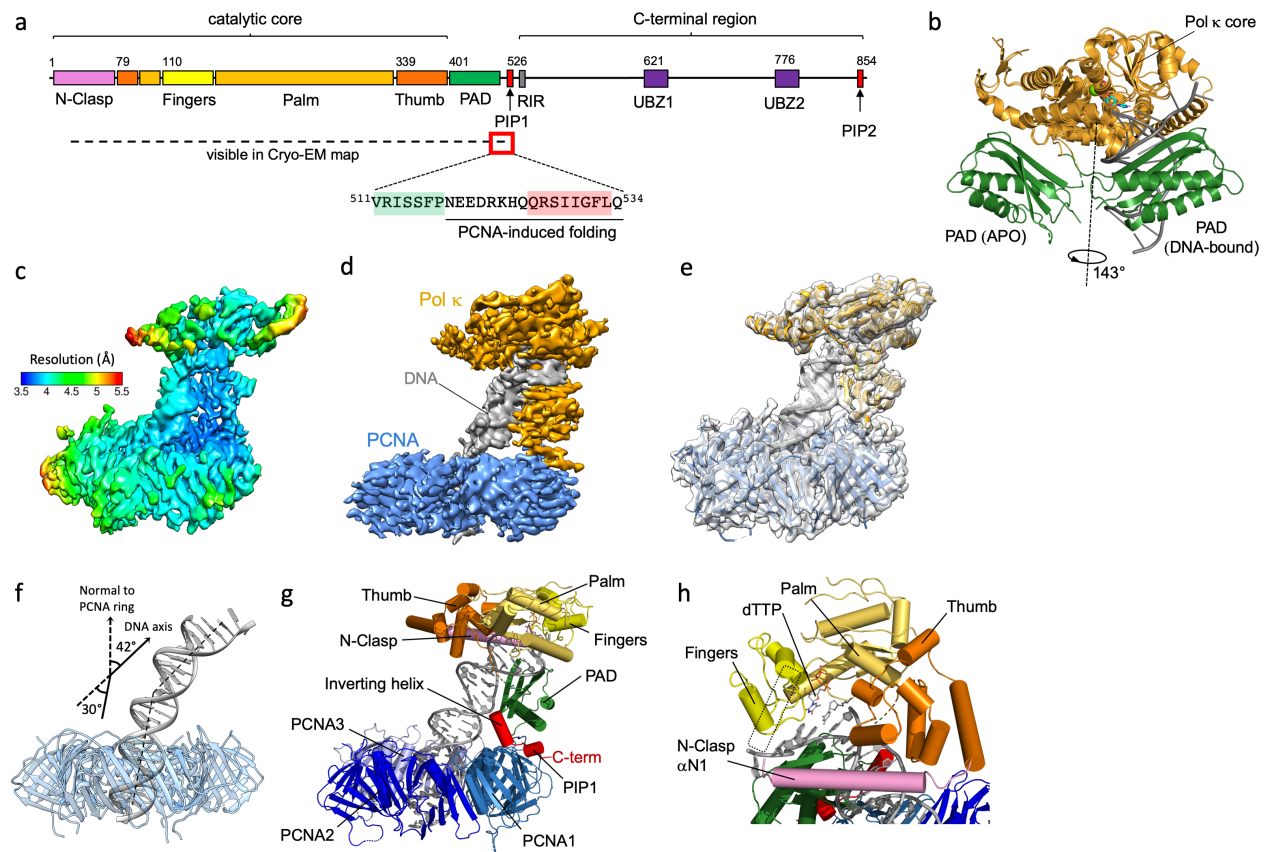 a
catalytic core
C-terminal region
1
79
110
339
401
526
621
776
854
N-Clasp
Fingers
Palm
Thumb
PAD
RIR
UBZ1
UBZ2
PIP1
PIP2
visible in Cryo-EM map
511VRISSFPNEEDRKHQQRSIIGFLQ534
PCNA-induced folding
b
Pol κ core
PAD (APO)
PAD
(DNA-bound)
143°
c
Resolution (Å)
3.5 4 4.5 5 5.5
d
Pol κ
DNA
PCNA
e
f
Normal to
PCNA ring
DNA axis
42°
30°
g
Thumb
Palm
N-Clasp
Fingers
PAD
Inverting helix
PCNA3
C-term
PIP1
PCNA2
PCNA1
h
Palm
dTTP
Thumb
Fingers
N-Clasp
αN1